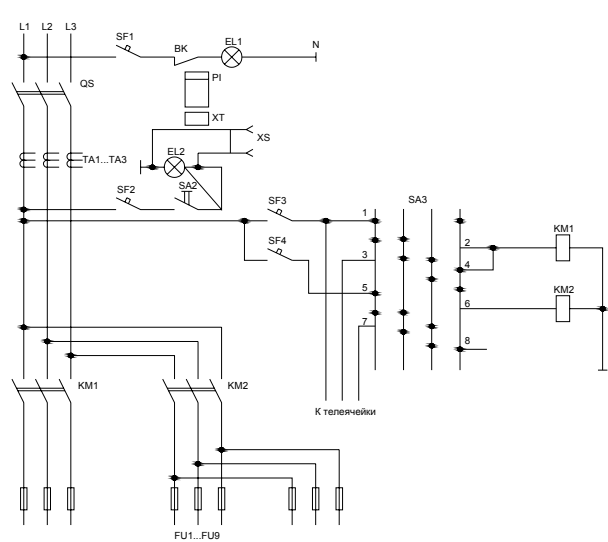 L1 L2 L3
SF1
BK
EL1
N
QS
PI
XT
XS
TA1...TA3
EL2
SF2
SA2
SF3
SF4
1
3
5
7
SA3
2
4
6
8
KM1
KM2
KM1
KM2
К телеячейки
FU1...FU9